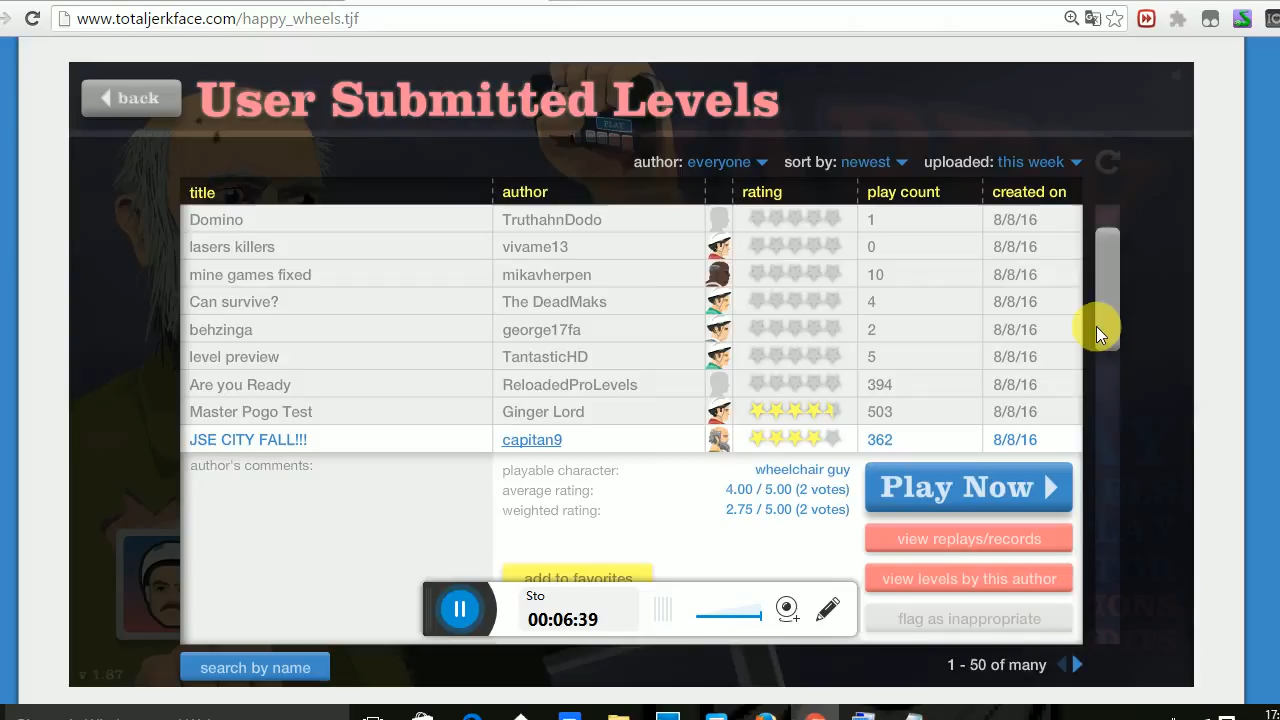 www.totaljerkface.com/happy_wheels.tjf
back
User Submitted Levels
PLAY
author: everyone sort by: newest uploaded: this week
title author rating play count created on
Domino TruthahnDodo 1 8/8/16
lasers killers vivame13 0 8/8/16
mine games fixed mikavherpen 10 8/8/16
Can survive? The DeadMaks 4 8/8/16
behzinga george17fa 2 8/8/16
level preview TantasticHD 5 8/8/16
Are you Ready ReloadedProLevels 394 8/8/16
Master Pogo Test Ginger Lord 503 8/8/16
JSE CITY FALL!!! capitan9 362 8/8/16
author's comments:
playable character: wheelchair guy
average rating: 4.00 / 5.00 (2 votes)
weighted rating: 2.75 / 5.00 (2 votes)
Play Now
view replays/records
add to favorites
view levels by this author
flag as inappropriate
Sto
00:06:39
search by name
1 - 50 of many
v 1.87
17: